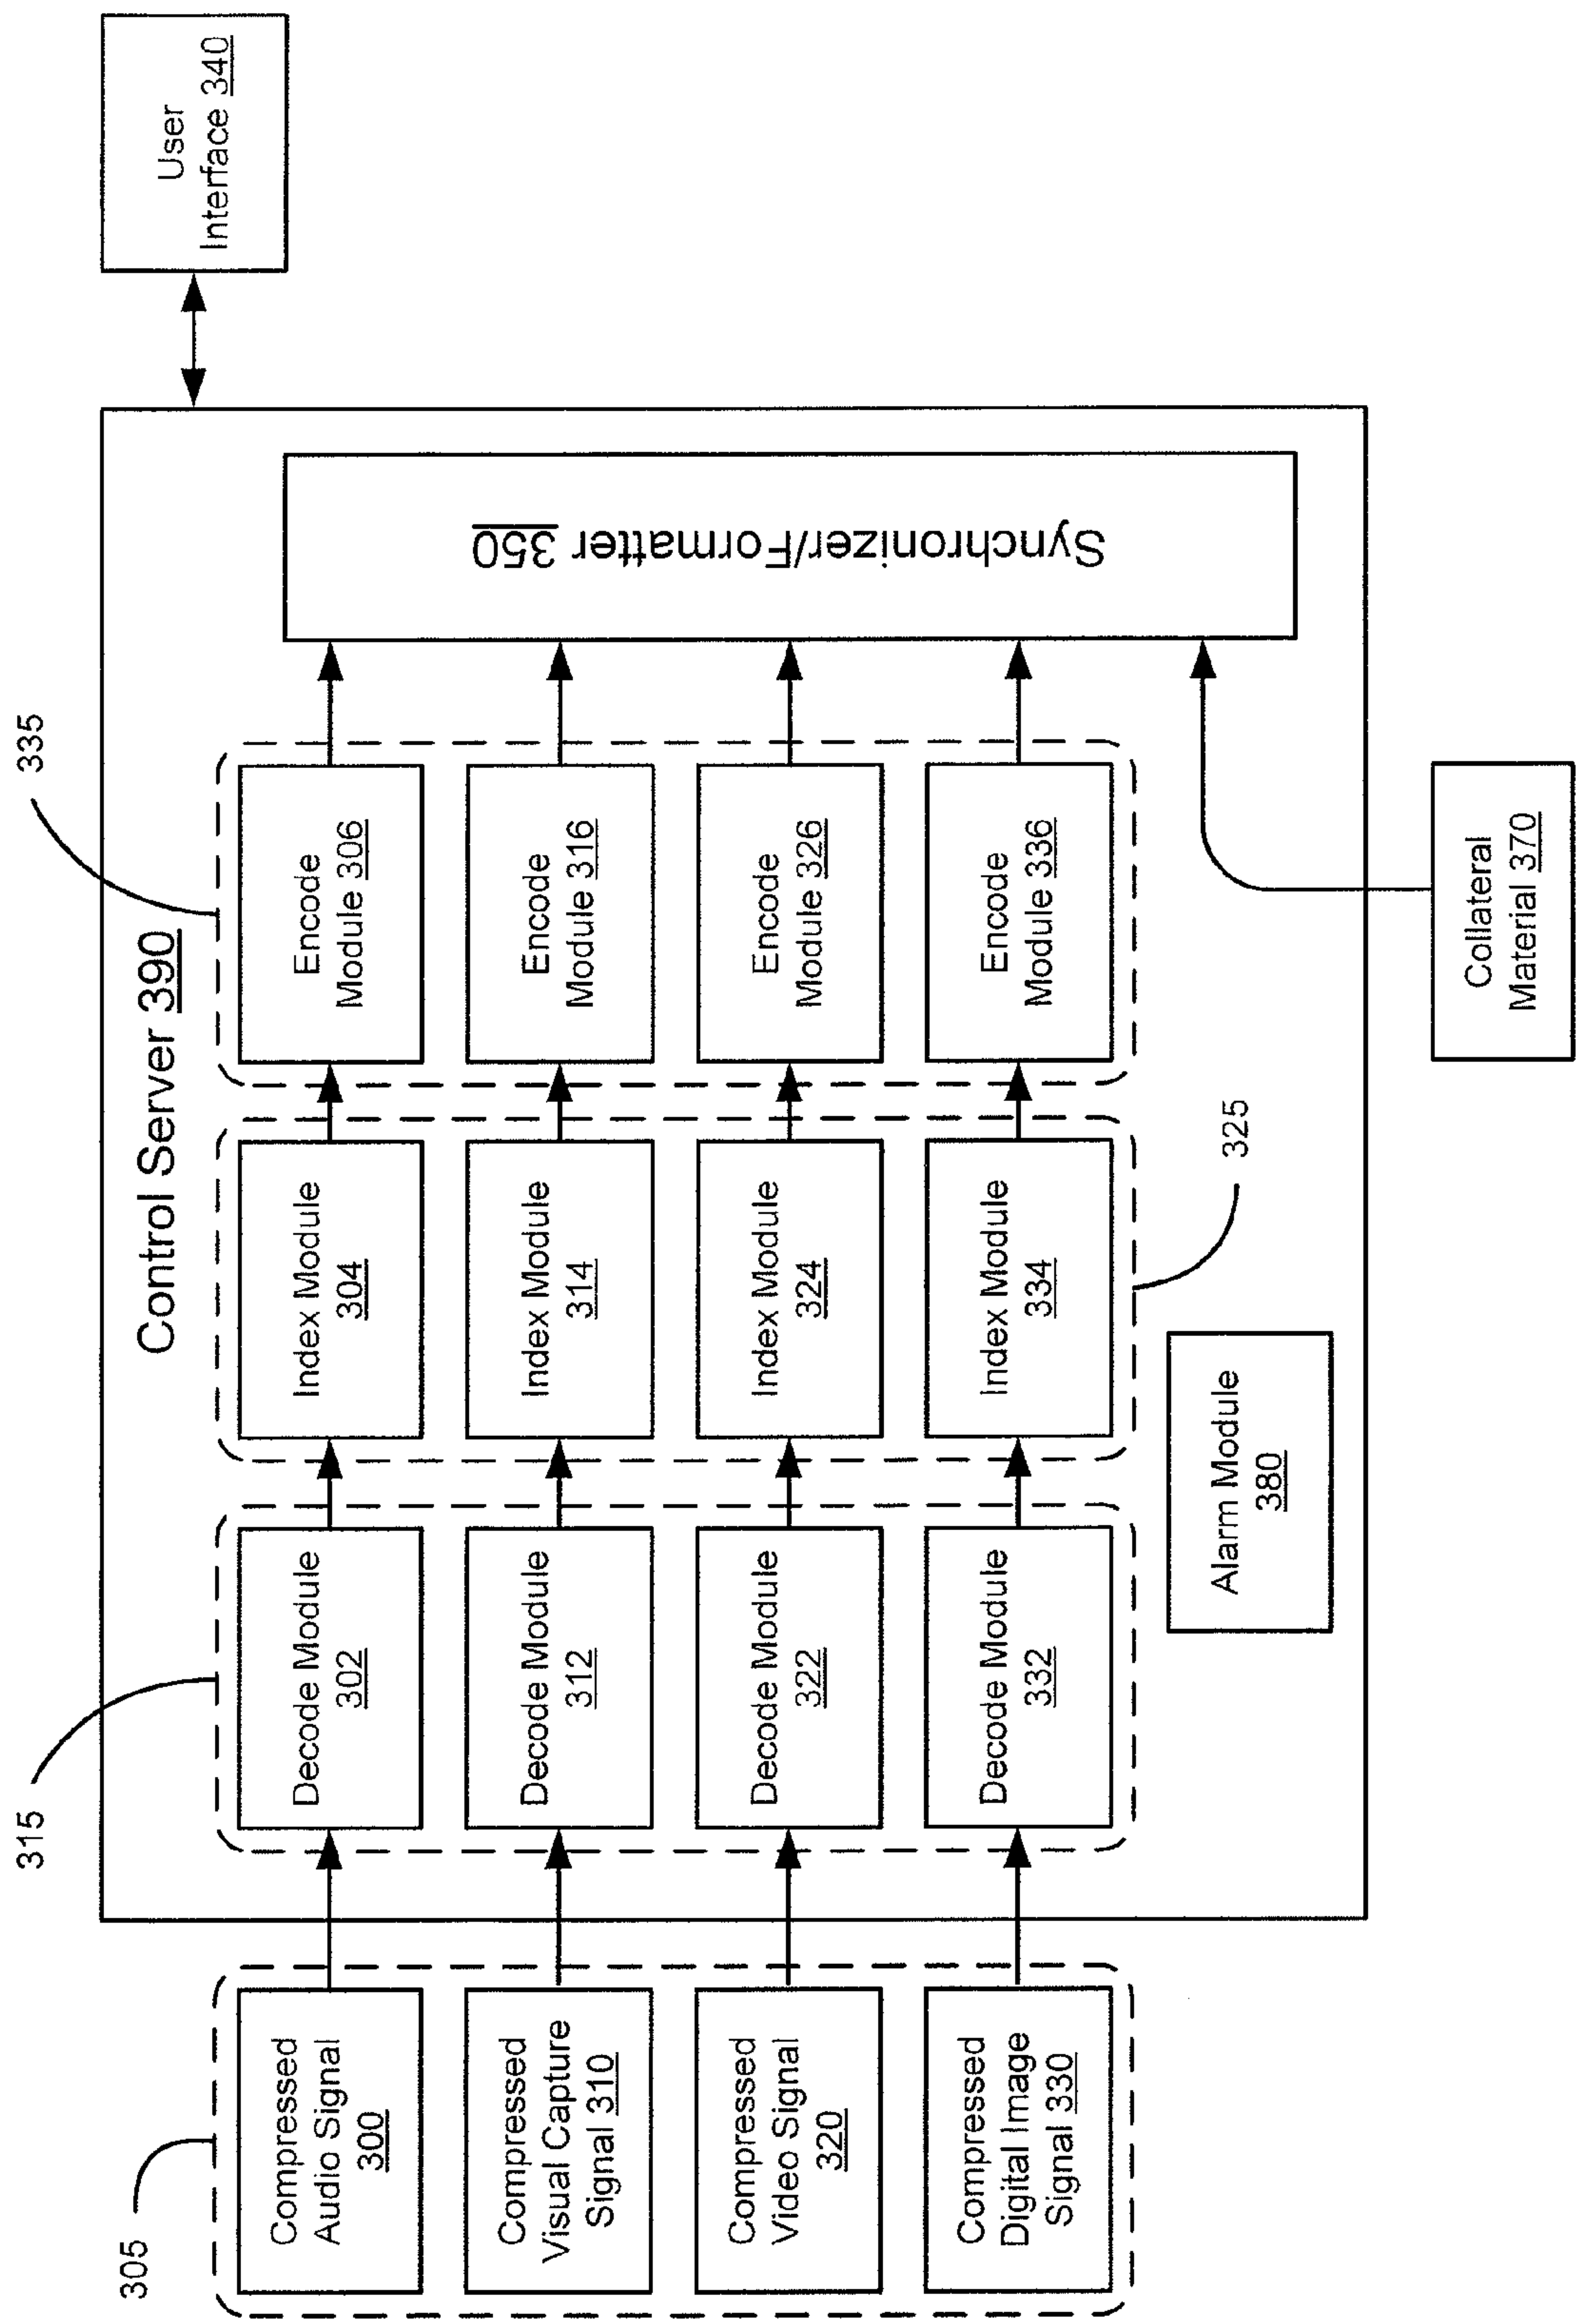 305
Compressed
Audio Signal
300
Compressed
Visual Capture
Signal 310
Compressed
Video Signal
320
Compressed
Digital Image
Signal 330
Control Server 390
315
Decode Module
302
Decode Module
312
Decode Module
322
Decode Module
332
Index Module
304
Index Module
314
Index Module
324
Index Module
334
325
335
Encode
Module 306
Encode
Module 316
Encode
Module 326
Encode
Module 336
Alarm Module
380
Synchronizer/Formatter 350
User
Interface 340
Collateral
Material 370